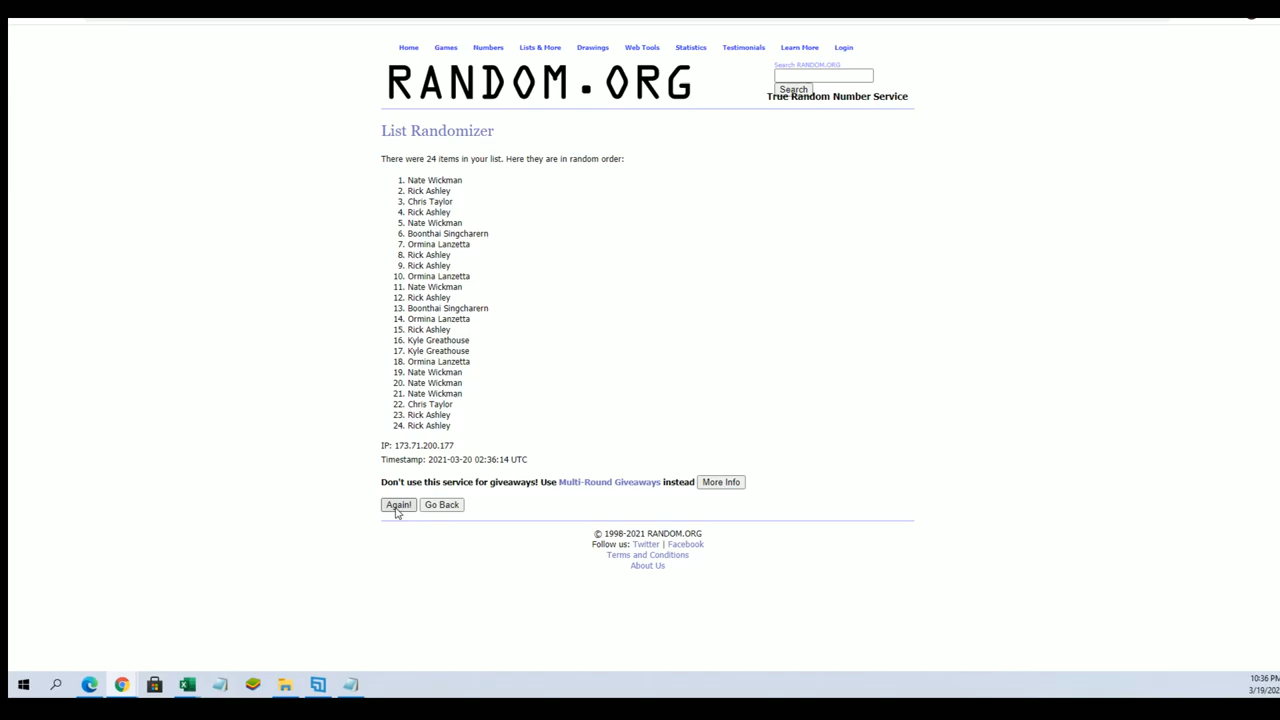 Home Games Numbers Lists & More Drawings Web Tools Statistics Testimonials Learn More Login
Search RANDOM.ORG
RANDOM.ORG
Search
True Random Number Service
List Randomizer
There were 24 items in your list. Here they are in random order:
1. Nate Wickman
2. Rick Ashley
3. Chris Taylor
4. Rick Ashley
5. Nate Wickman
6. Boonthai Singcharern
7. Ormina Lanzetta
8. Rick Ashley
9. Rick Ashley
10. Ormina Lanzetta
11. Nate Wickman
12. Rick Ashley
13. Boonthai Singcharern
14. Ormina Lanzetta
15. Rick Ashley
16. Kyle Greathouse
17. Kyle Greathouse
18. Ormina Lanzetta
19. Nate Wickman
20. Nate Wickman
21. Nate Wickman
22. Chris Taylor
23. Rick Ashley
24. Rick Ashley
IP: 173.71.200.177
Timestamp: 2021-03-20 02:36:14 UTC
Don't use this service for giveaways! Use Multi-Round Giveaways instead More Info
Again! Go Back
© 1998-2021 RANDOM.ORG
Follow us: Twitter | Facebook
Terms and Conditions
About Us
10:36 PM
3/19/202